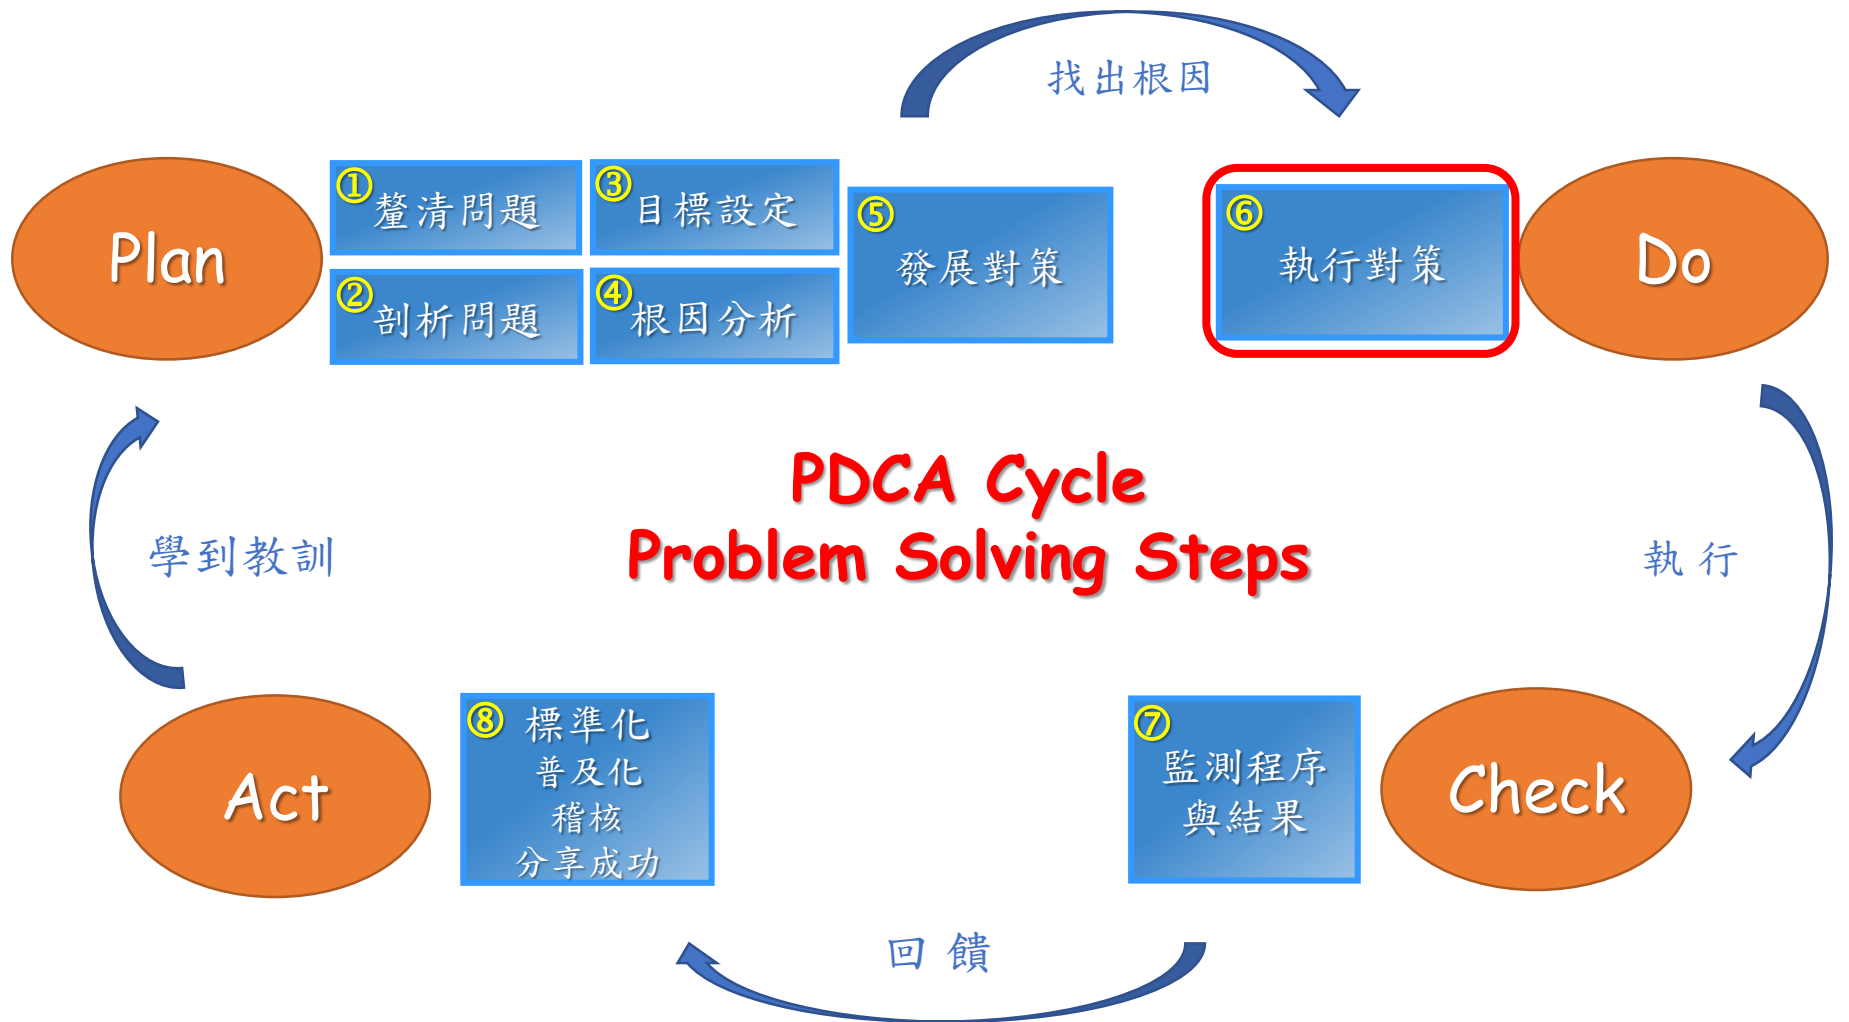 找出根因
Plan
① 釐清問題
② 剖析問題
③ 目標設定
④ 根因分析
⑤ 發展對策
⑥ 執行對策
Do
PDCA Cycle
Problem Solving Steps
學到教訓
執 行
Act
⑧ 標準化
普及化
稽核
分享成功
⑦
監測程序
與結果
Check
回 饋